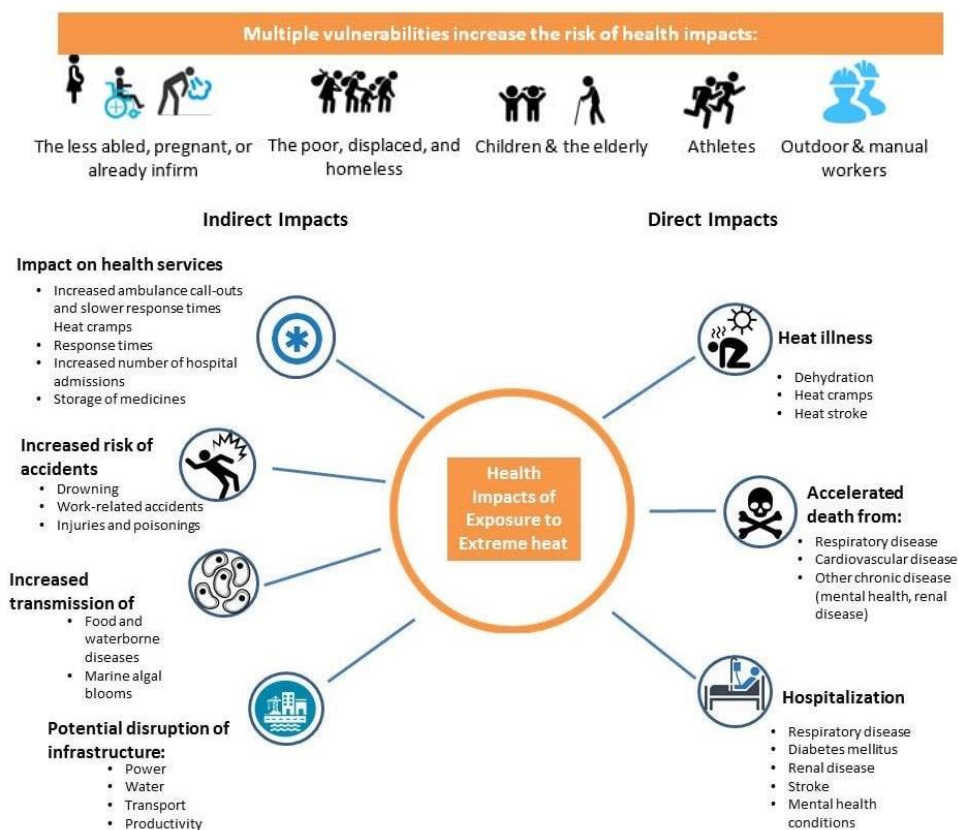 Multiple vulnerabilities increase the risk of health impacts:
The less abled, pregnant, or
already infirm
The poor, displaced, and
homeless
Children & the elderly
Athletes
Outdoor & manual
workers
Indirect Impacts
Direct Impacts
Impact on health services
• Increased ambulance call-outs
and slower response times
Heat cramps
• Response times
• Increased number of hospital
admissions
• Storage of medicines
Increased risk of
accidents
• Drowning
• Work-related accidents
• Injuries and poisonings
Increased
transmission of
• Food and
waterborne
diseases
• Marine algal
blooms
Potential disruption of
infrastructure:
• Power
• Water
• Transport
• Productivity
Health
Impacts of
Exposure to
Extreme heat
Heat illness
• Dehydration
• Heat cramps
• Heat stroke
Accelerated
death from:
• Respiratory disease
• Cardiovascular disease
• Other chronic disease
(mental health, renal
disease)
Hospitalization
• Respiratory disease
• Diabetes mellitus
• Renal disease
• Stroke
• Mental health
conditions